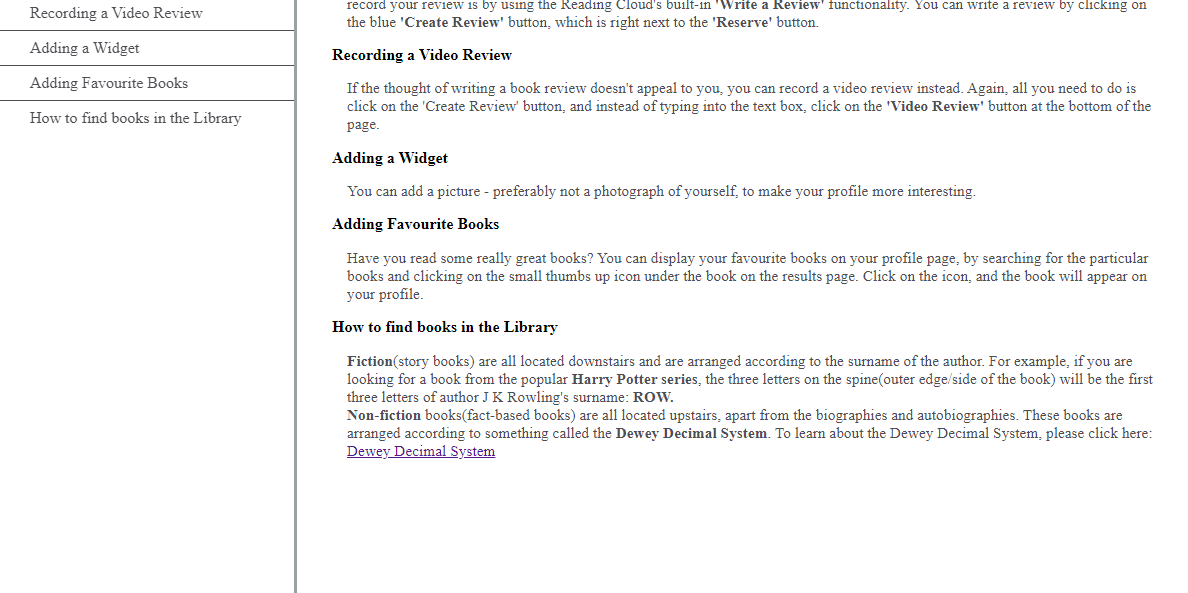 Recording a Video Review
Adding a Widget
Adding Favourite Books
How to find books in the Library
record your review is by using the Reading Cloud's built-in 'Write a Review' functionality. You can write a review by clicking on
the blue 'Create Review' button, which is right next to the 'Reserve' button.
Recording a Video Review
If the thought of writing a book review doesn't appeal to you, you can record a video review instead. Again, all you need to do is
click on the 'Create Review' button, and instead of typing into the text box, click on the 'Video Review' button at the bottom of the
page.
Adding a Widget
You can add a picture - preferably not a photograph of yourself, to make your profile more interesting.
Adding Favourite Books
Have you read some really great books? You can display your favourite books on your profile page, by searching for the particular
books and clicking on the small thumbs up icon under the book on the results page. Click on the icon, and the book will appear on
your profile.
How to find books in the Library
Fiction(story books) are all located downstairs and are arranged according to the surname of the author. For example, if you are
looking for a book from the popular Harry Potter series, the three letters on the spine(outer edge/side of the book) will be the first
three letters of author J K Rowling's surname: ROW.
Non-fiction books(fact-based books) are all located upstairs, apart from the biographies and autobiographies. These books are
arranged according to something called the Dewey Decimal System. To learn about the Dewey Decimal System, please click here:
Dewey Decimal System